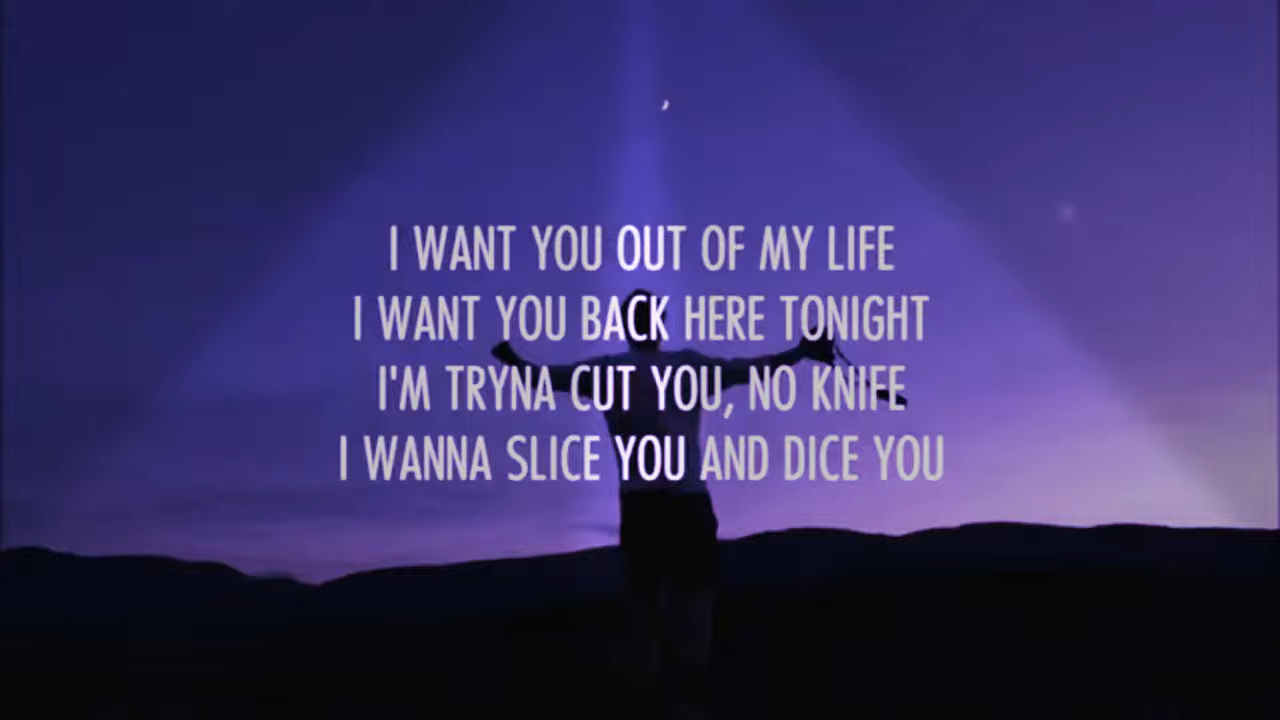 I WANT YOU OUT OF MY LIFE
I WANT YOU BACK HERE TONIGHT
I'M TRYNA CUT YOU, NO KNIFE
I WANNA SLICE YOU AND DICE YOU